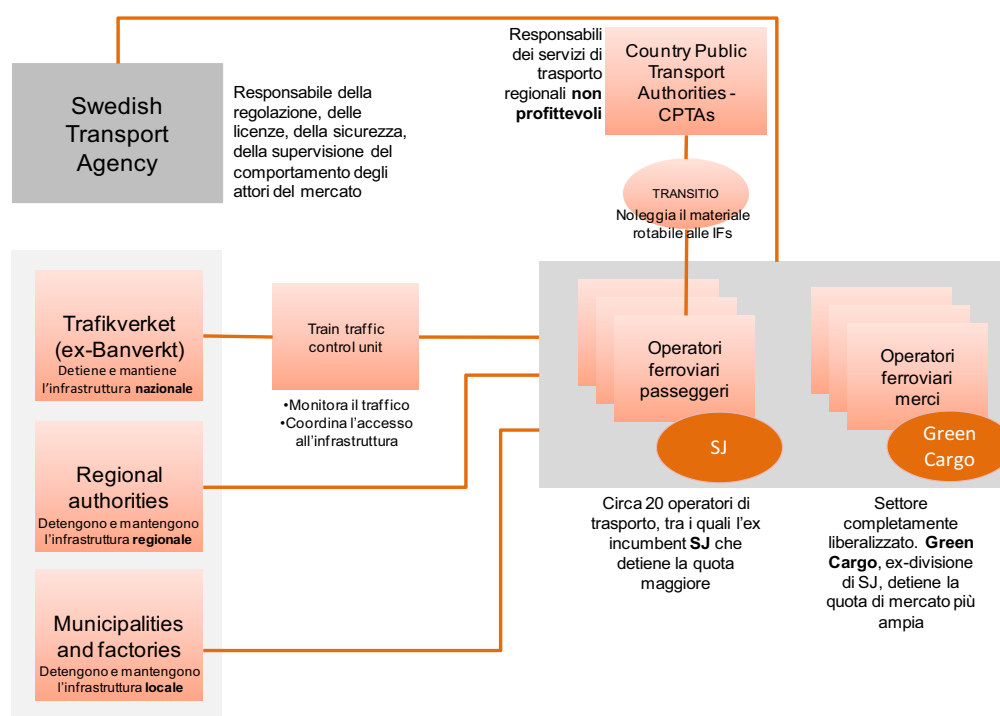 Swedish
Transport
Agency
Responsabile della
regolazione, delle
licenze, della sicurezza,
della supervisione del
comportamento degli
attori del mercato
Responsabili
dei servizi di
trasporto
regionali non
profittevoli
Country Public
Transport
Authorities -
CPTAs
TRANSITIO
Noleggia il materiale
rotabile alle IFs
Trafikverket
(ex-Banverkt)
Detiene e mantiene
l’infrastruttura nazionale
Train traffic
control unit
•Monitora il traffico
•Coordina l’accesso
all’infrastruttura
Regional
authorities
Detengono e mantengono
l’infrastruttura regionale
Municipalities
and factories
Detengono e mantengono
l’infrastruttura locale
Operatori
ferroviari
passeggeri
SJ
Circa 20 operatori di
trasporto, tra i quali l’ex
incumbent SJ che
detiene la quota
maggiore
Operatori
ferroviari
merci
Green
Cargo
Settore
completamente
liberalizzato. Green
Cargo, ex-divisione
di SJ, detiene la
quota di mercato più
ampia